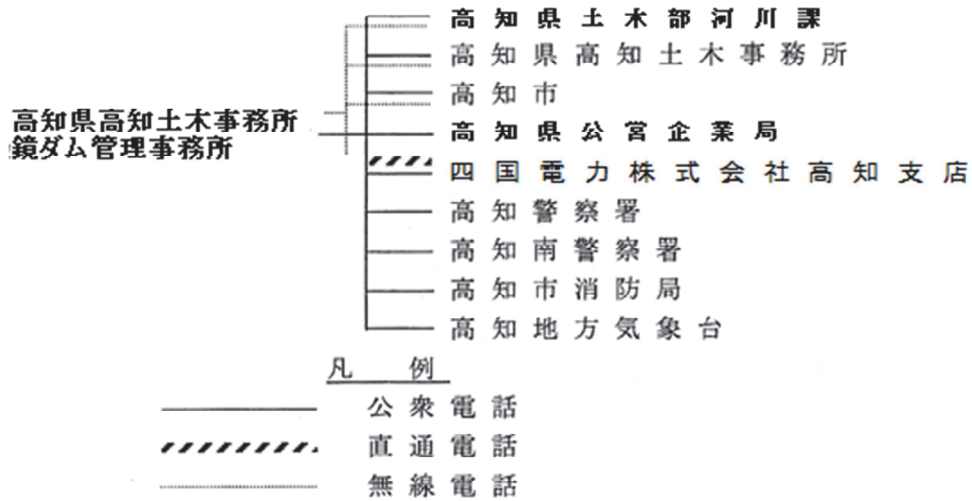 高知県土木部河川課
高知県高知土木事務所
高知市
高知県高知土木事務所
鏡ダム管理事務所
高知県公営企業局
四国電力株式会社高知支店
高知警察署
高知南警察署
高知市消防局
高知地方気象台
凡例
公衆電話
直通電話
無線電話